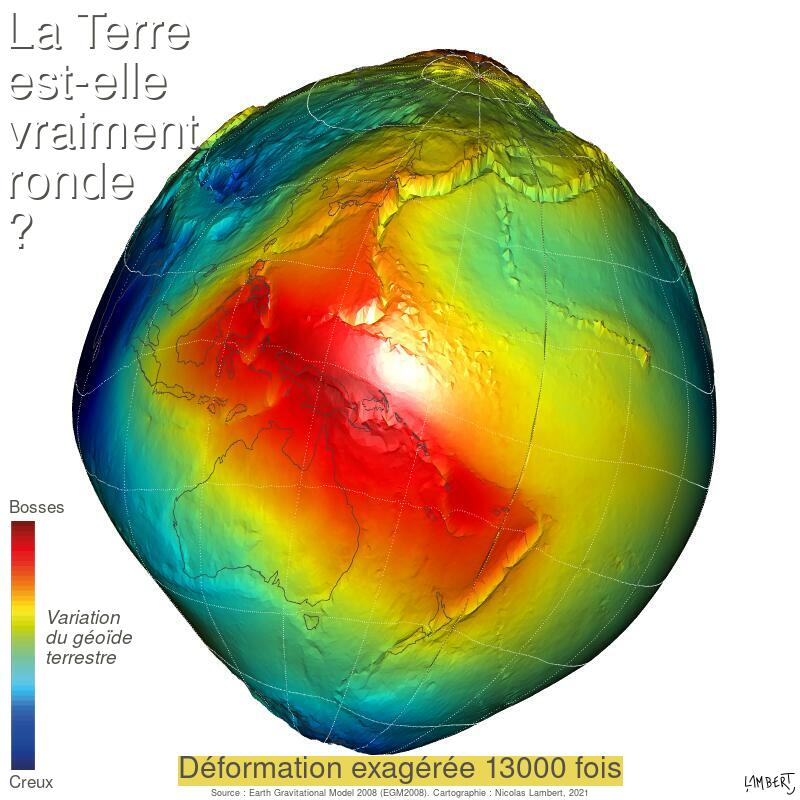 La Terre
est-elle
vraiment
ronde
?
Bosses
Variation
du géoïde
terrestre
Creux
Déformation exagérée 13000 fois
Source : Earth Gravitational Model 2008 (EGM2008). Cartographie : Nicolas Lambert, 2021
LAMBERT